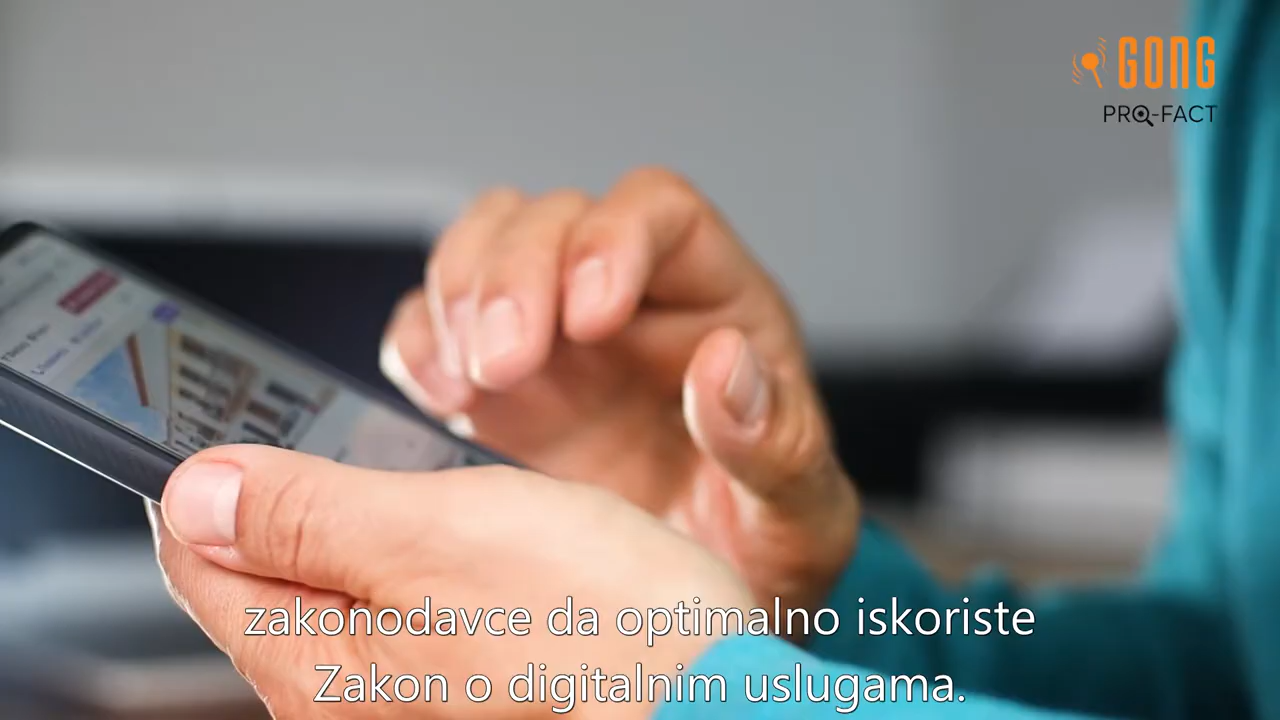 GONG
PRO-FACT
zakonodavce da optimalno iskoriste
Zakon o digitalnim uslugama.